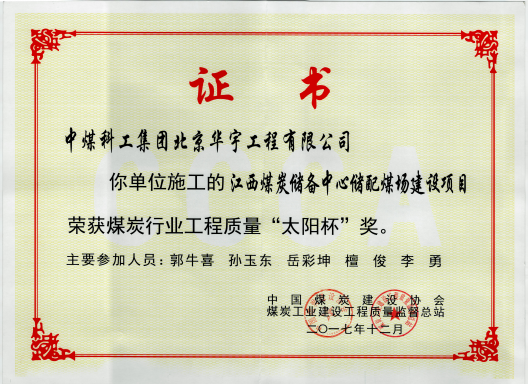 证书
中煤科工集团北京华宇工程有限公司
你单位施工的江西煤炭储备中心储配煤场建设项目
荣获煤炭行业工程质量“太阳杯”奖。
主要参加人员：郭牛喜 孙玉东 岳彩坤 檀俊 李勇
中国煤炭建设协会
煤炭工业建设工程质量监督总站
二〇一七年十二月
CCCA